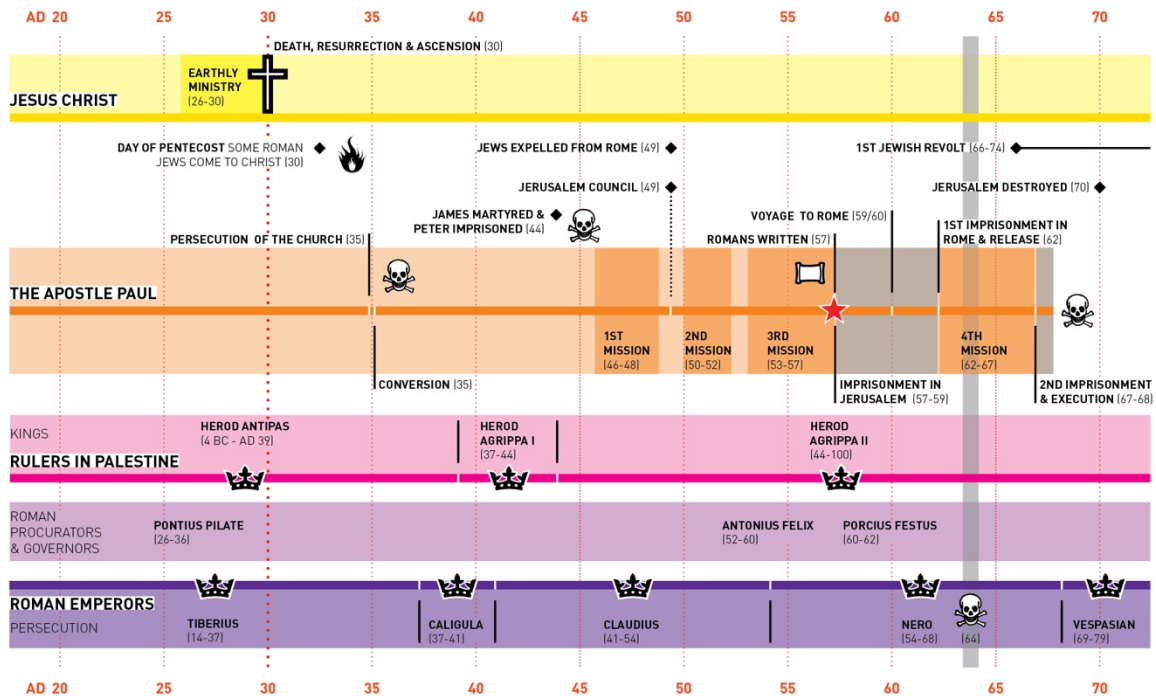 AD 20 25 30 35 40 45 50 55 60 65 70
DEATH, RESURRECTION & ASCENSION (30)
EARTHLY
MINISTRY
(26-30)
JESUS CHRIST
DAY OF PENTECOST SOME ROMAN
JEWS COME TO CHRIST (30)
JEWS EXPELLED FROM ROME (49)
1ST JEWISH REVOLT (66-74)
JERUSALEM COUNCIL (49)
JERUSALEM DESTROYED (70)
JAMES MARTYRED &
PETER IMPRISONED (44)
VOYAGE TO ROME (59/60)
1ST IMPRISONMENT IN
ROME & RELEASE (62)
PERSECUTION OF THE CHURCH (35)
ROMANS WRITTEN (57)
THE APOSTLE PAUL
1ST
MISSION
(46-48)
2ND
MISSION
(50-52)
3RD
MISSION
(53-57)
4TH
MISSION
(62-67)
CONVERSION (35)
IMPRISONMENT IN
JERUSALEM (57-59)
2ND IMPRISONMENT
& EXECUTION (67-68)
KINGS
HEROD ANTIPAS
(4 BC - AD 39)
HEROD
AGRIPPA I
(37-44)
HEROD
AGRIPPA II
(44-100)
RULERS IN PALESTINE
ROMAN
PROCURATORS
& GOVERNORS
PONTIUS PILATE
(26-36)
ANTONIUS FELIX
(52-60)
PORCIUS FESTUS
(60-62)
ROMAN EMPERORS
PERSECUTION
TIBERIUS
(14-37)
CALIGULA
(37-41)
CLAUDIUS
(41-54)
NERO
(54-68)
(64)
VESPASIAN
(69-79)
AD 20 25 30 35 40 45 50 55 60 65 70